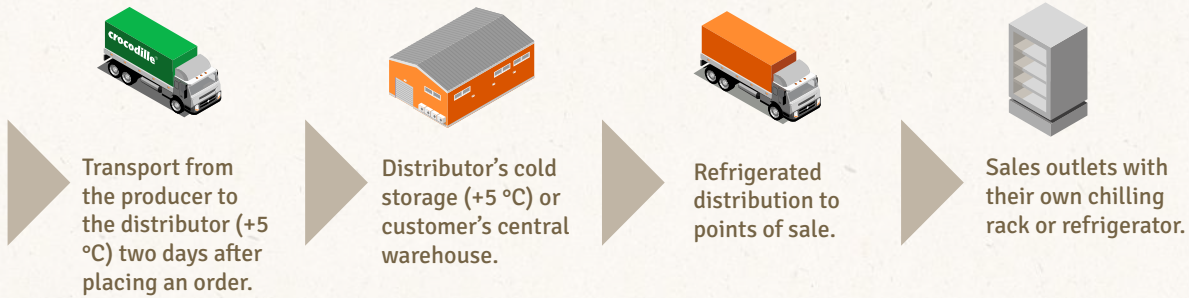 crocodille
Transport from
the producer to
the distributor (+5
°C) two days after
placing an order.
Distributor's cold
storage (+5 °C) or
customer's central
warehouse.
Refrigerated
distribution to
points of sale.
Sales outlets with
their own chilling
rack or refrigerator.